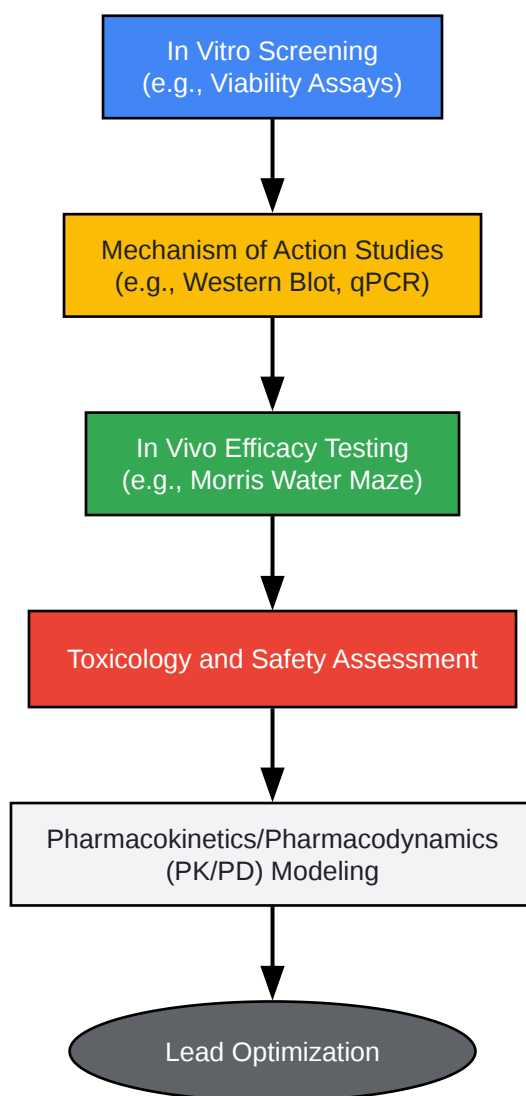 In Vitro Screening
(e.g., Viability Assays)
Mechanism of Action Studies
(e.g., Western Blot, qPCR)
In Vivo Efficacy Testing
(e.g., Morris Water Maze)
Toxicology and Safety Assessment
Pharmacokinetics/Pharmacodynamics
(PK/PD) Modeling
Lead Optimization